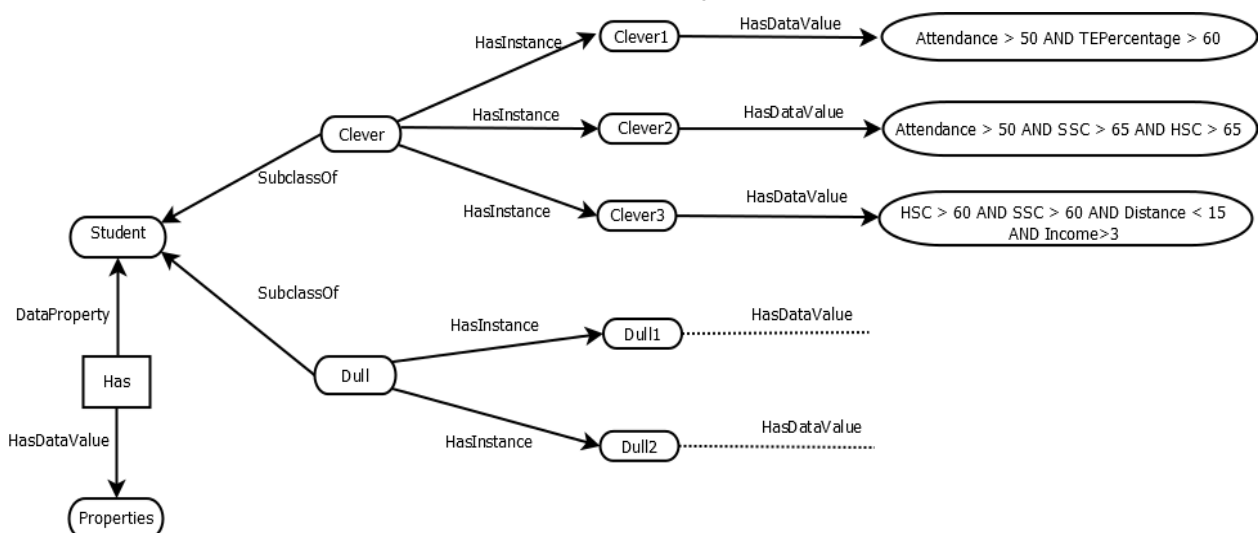 Clever1
HasDataValue
Attendance > 50 AND TEPercentage > 60
HasInstance
Clever
HasInstance
Clever2
HasDataValue
Attendance > 50 AND SSC > 65 AND HSC > 65
SubclassOf
HasInstance
Clever3
HasDataValue
HSC > 60 AND SSC > 60 AND Distance < 15
AND Income>3
Student
SubclassOf
DataProperty
HasInstance
Dull1
HasDataValue
Has
Dull
HasDataValue
HasInstance
Dull2
HasDataValue
Properties